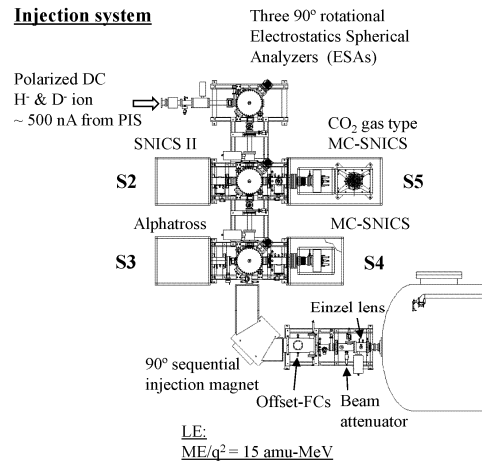 Injection system
Three 90º rotational
Electrostatics Spherical
Analyzers (ESAs)
Polarized DC
H⁻ & D⁻ ion
~ 500 nA from PIS
SNICS II
CO₂ gas type
MC-SNICS
S2
S5
Alphatross
MC-SNICS
S3
S4
Einzel lens
90º sequential
injection magnet
Offset-FCs
Beam
attenuator
LE:
ME/q² = 15 amu-MeV